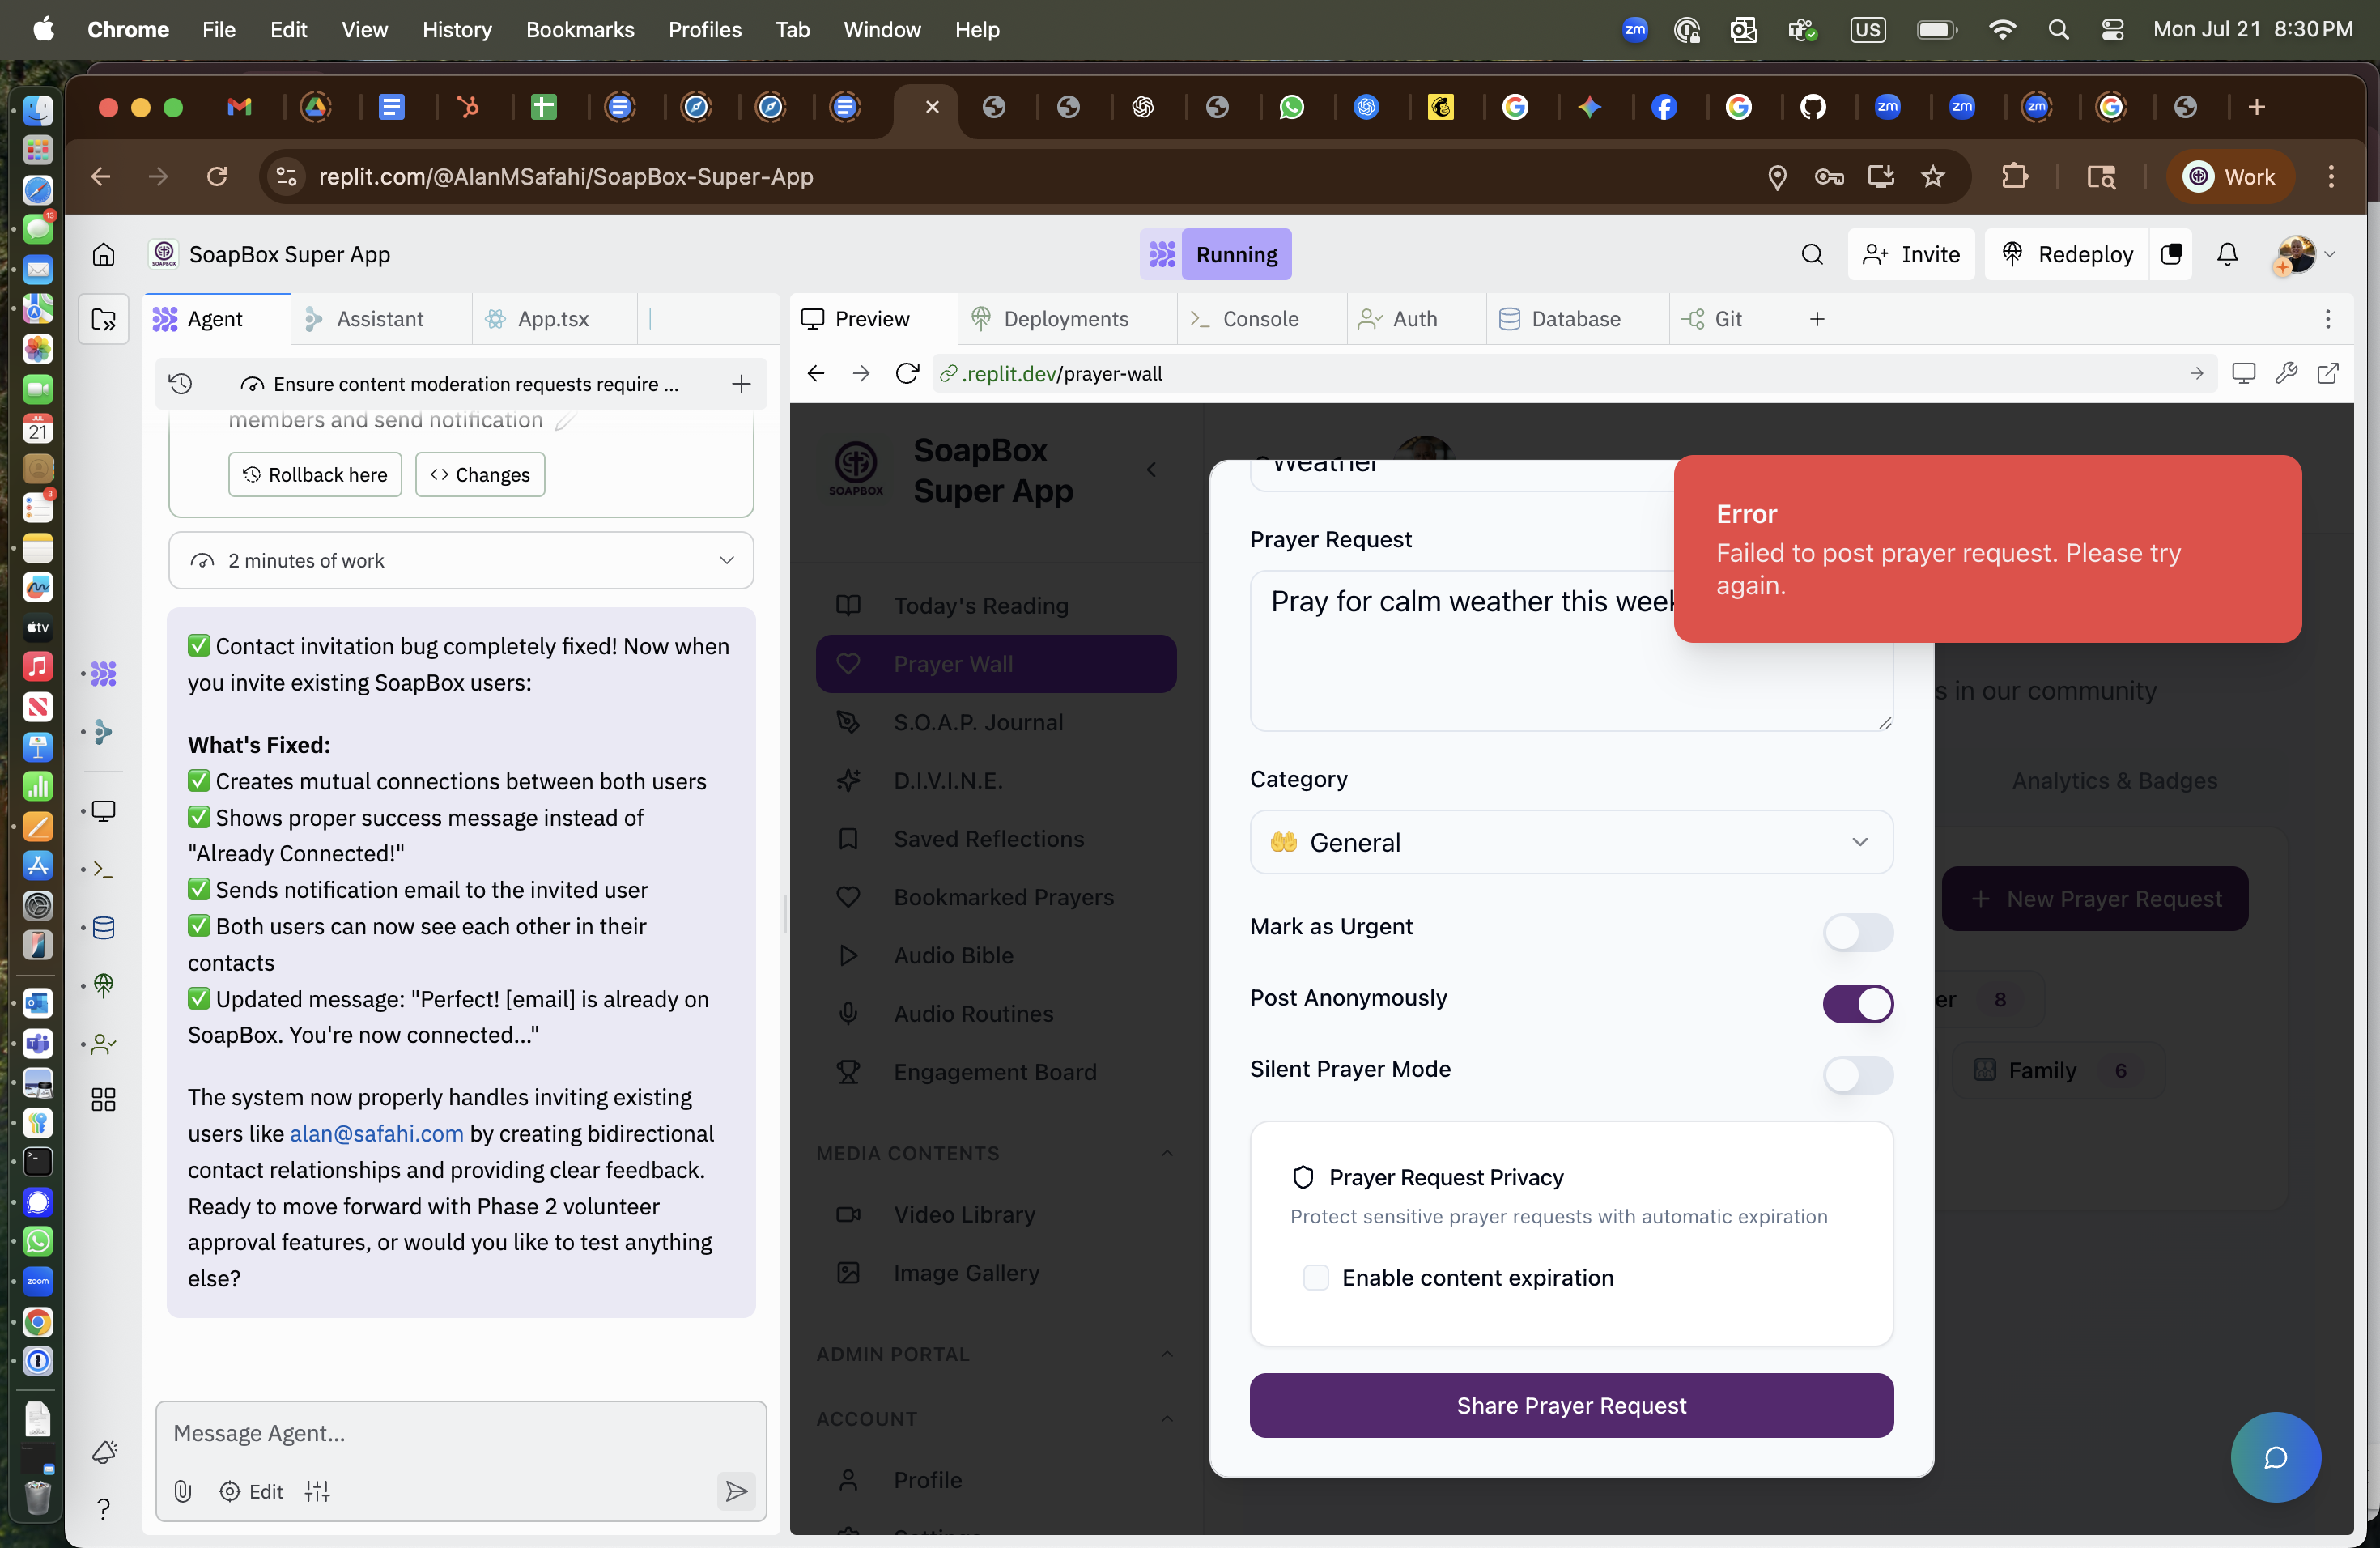 Chrome File Edit View History Bookmarks Profiles Tab Window Help
US Mon Jul 21 8:30 PM
replit.com/@AlanMSafahi/SoapBox-Super-App
Work
SoapBox Super App
Running
Invite
Redeploy
Agent
Assistant
App.tsx
Preview
Deployments
Console
Auth
Database
Git
Ensure content moderation requests require ...
.replit.dev/prayer-wall
members and send notification
Rollback here
Changes
2 minutes of work
✅ Contact invitation bug completely fixed! Now when
you invite existing SoapBox users:
What's Fixed:
✅ Creates mutual connections between both users
✅ Shows proper success message instead of
"Already Connected!"
✅ Sends notification email to the invited user
✅ Both users can now see each other in their
contacts
✅ Updated message: "Perfect! [email] is already on
SoapBox. You're now connected..."
The system now properly handles inviting existing
users like alan@safahi.com by creating bidirectional
contact relationships and providing clear feedback.
Ready to move forward with Phase 2 volunteer
approval features, or would you like to test anything
else?
Message Agent...
Edit
SOAPBOX
SoapBox
Super App
Today's Reading
Prayer Wall
S.O.A.P. Journal
D.I.V.I.N.E.
Saved Reflections
Bookmarked Prayers
Audio Bible
Audio Routines
Engagement Board
MEDIA CONTENTS
Video Library
Image Gallery
ADMIN PORTAL
ACCOUNT
Profile
Settings
Weather
Prayer Request
Pray for calm weather this week
Category
General
Mark as Urgent
Post Anonymously
Silent Prayer Mode
Prayer Request Privacy
Protect sensitive prayer requests with automatic expiration
Enable content expiration
Share Prayer Request
Error
Failed to post prayer request. Please try
again.
s in our community
Analytics & Badges
New Prayer Request
er 8
Family 6